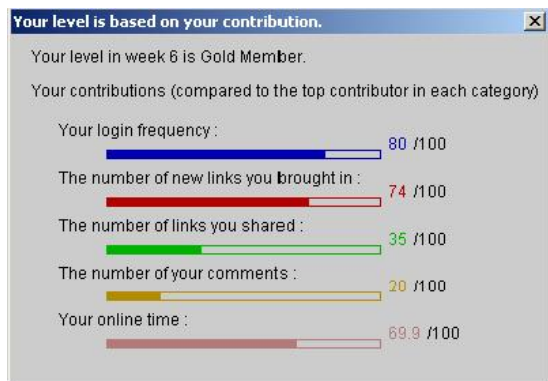 Your level is based on your contribution.
Your level in week 6 is Gold Member.
Your contributions (compared to the top contributor in each category)
Your login frequency :
80 /100
The number of new links you brought in :
74 /100
The number of links you shared :
35 /100
The number of your comments :
20 /100
Your online time :
69.9 /100